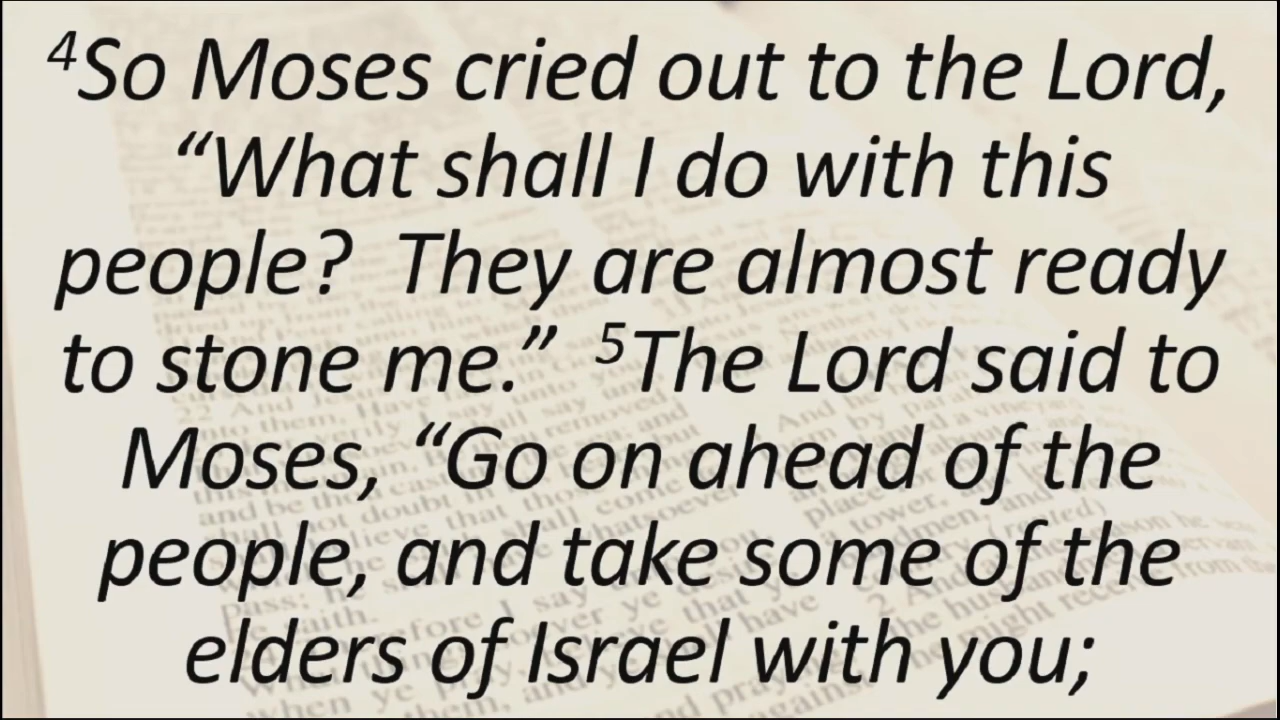 ⁴So Moses cried out to the Lord,
“What shall I do with this
people?  They are almost ready
to stone me.”  ⁵The Lord said to
Moses,  “Go on ahead of the
people, and take some of the
elders of Israel with you;